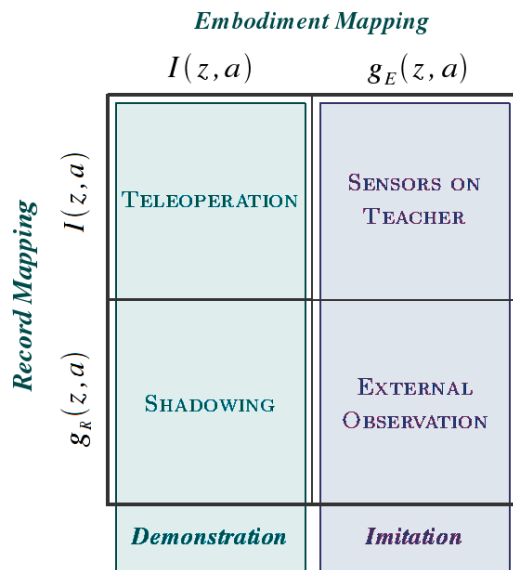 Embodiment Mapping
I(z,a) g_E(z,a)
Record Mapping
I(z,a)
TELEOPERATION
SENSORS ON
TEACHER
g_R(z,a)
SHADOWING
EXTERNAL
OBSERVATION
Demonstration Imitation